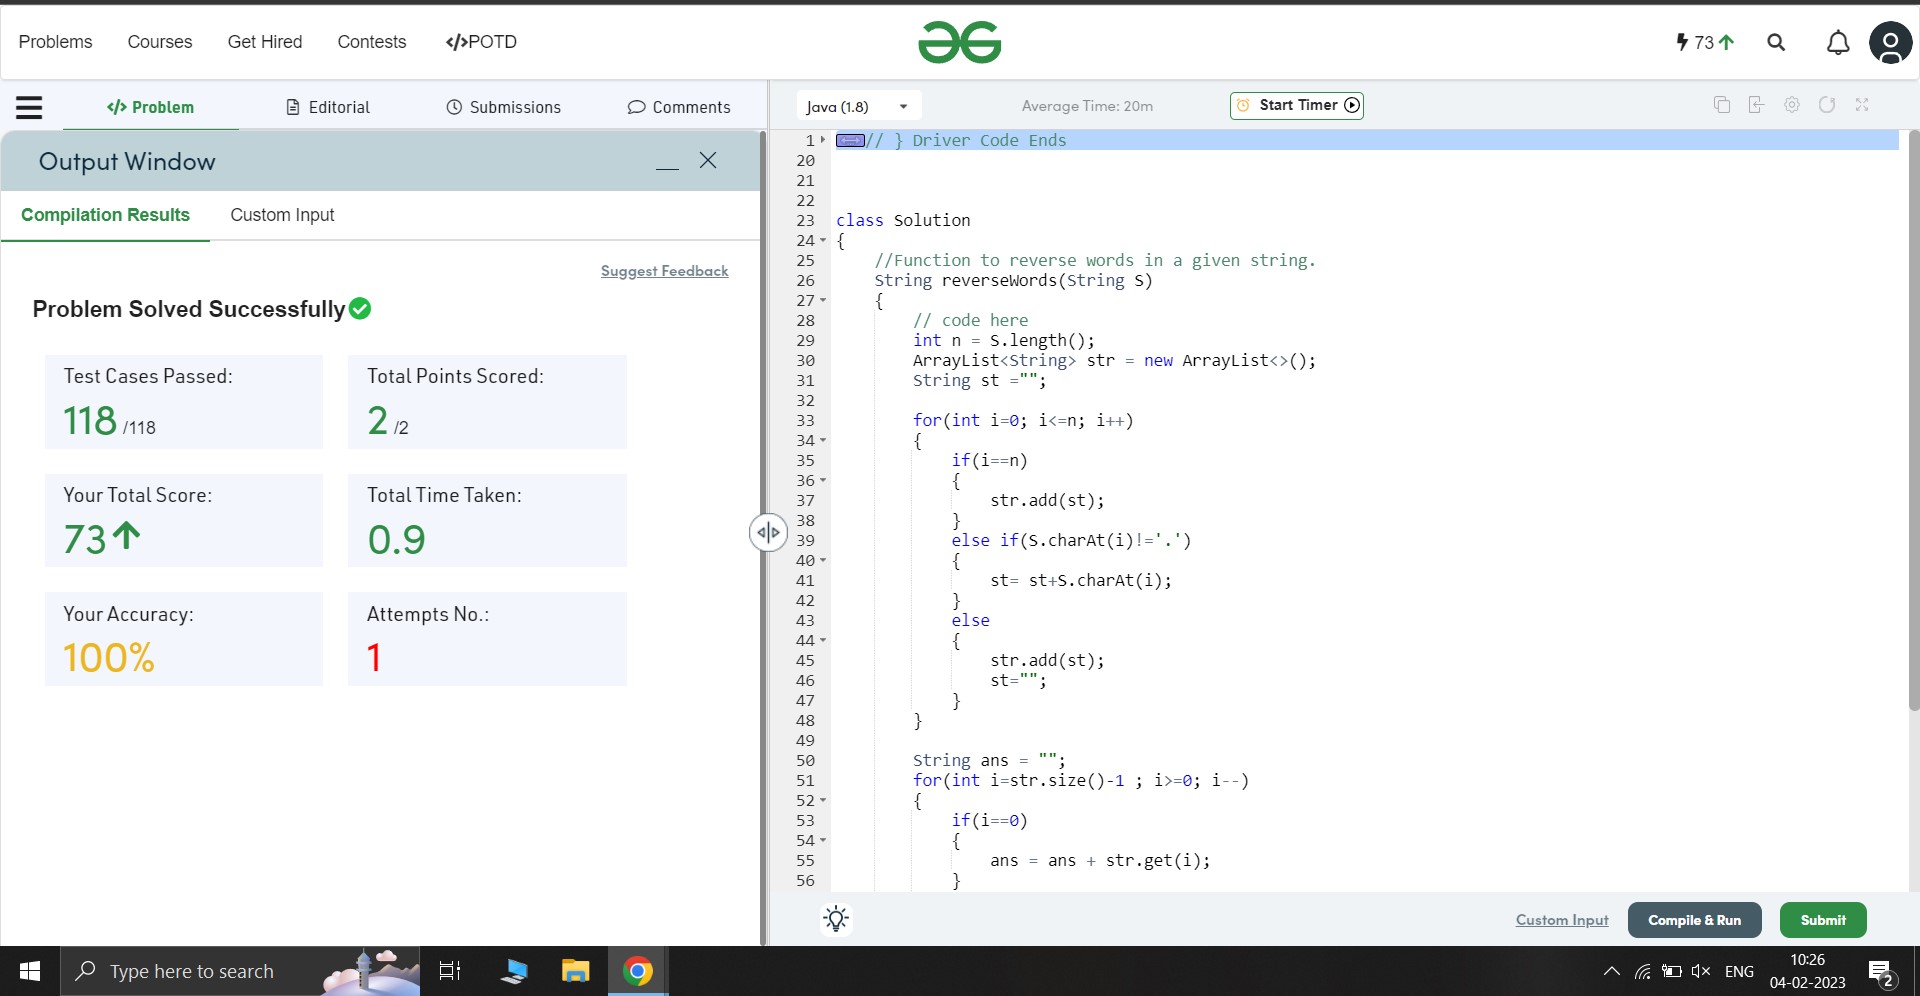 Problems Courses Get Hired Contests </>POTD
73
Problem Editorial Submissions Comments
Java (1.8) Average Time: 20m Start Timer
Output Window
Compilation Results Custom Input
Suggest Feedback
Problem Solved Successfully
Test Cases Passed:
118 /118
Total Points Scored:
2 /2
Your Total Score:
73
Total Time Taken:
0.9
Your Accuracy:
100%
Attempts No.:
1
1 // } Driver Code Ends
20
21
22
23 class Solution
24 {
25 //Function to reverse words in a given string.
26 String reverseWords(String S)
27 {
28 // code here
29 int n = S.length();
30 ArrayList<String> str = new ArrayList<>();
31 String st ="";
32
33 for(int i=0; i<=n; i++)
34 {
35 if(i==n)
36 {
37 str.add(st);
38 }
39 else if(S.charAt(i)!='.')
40 {
41 st= st+S.charAt(i);
42 }
43 else
44 {
45 str.add(st);
46 st="";
47 }
48 }
49
50 String ans = "";
51 for(int i=str.size()-1 ; i>=0; i--)
52 {
53 if(i==0)
54 {
55 ans = ans + str.get(i);
56 }
Custom Input Compile & Run Submit
Type here to search
ENG
10:26
04-02-2023
2